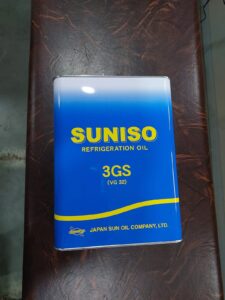 SUNISO
REFRIGERATION OIL
3GS
(VG 32)
JAPAN SUN OIL COMPANY, LTD.